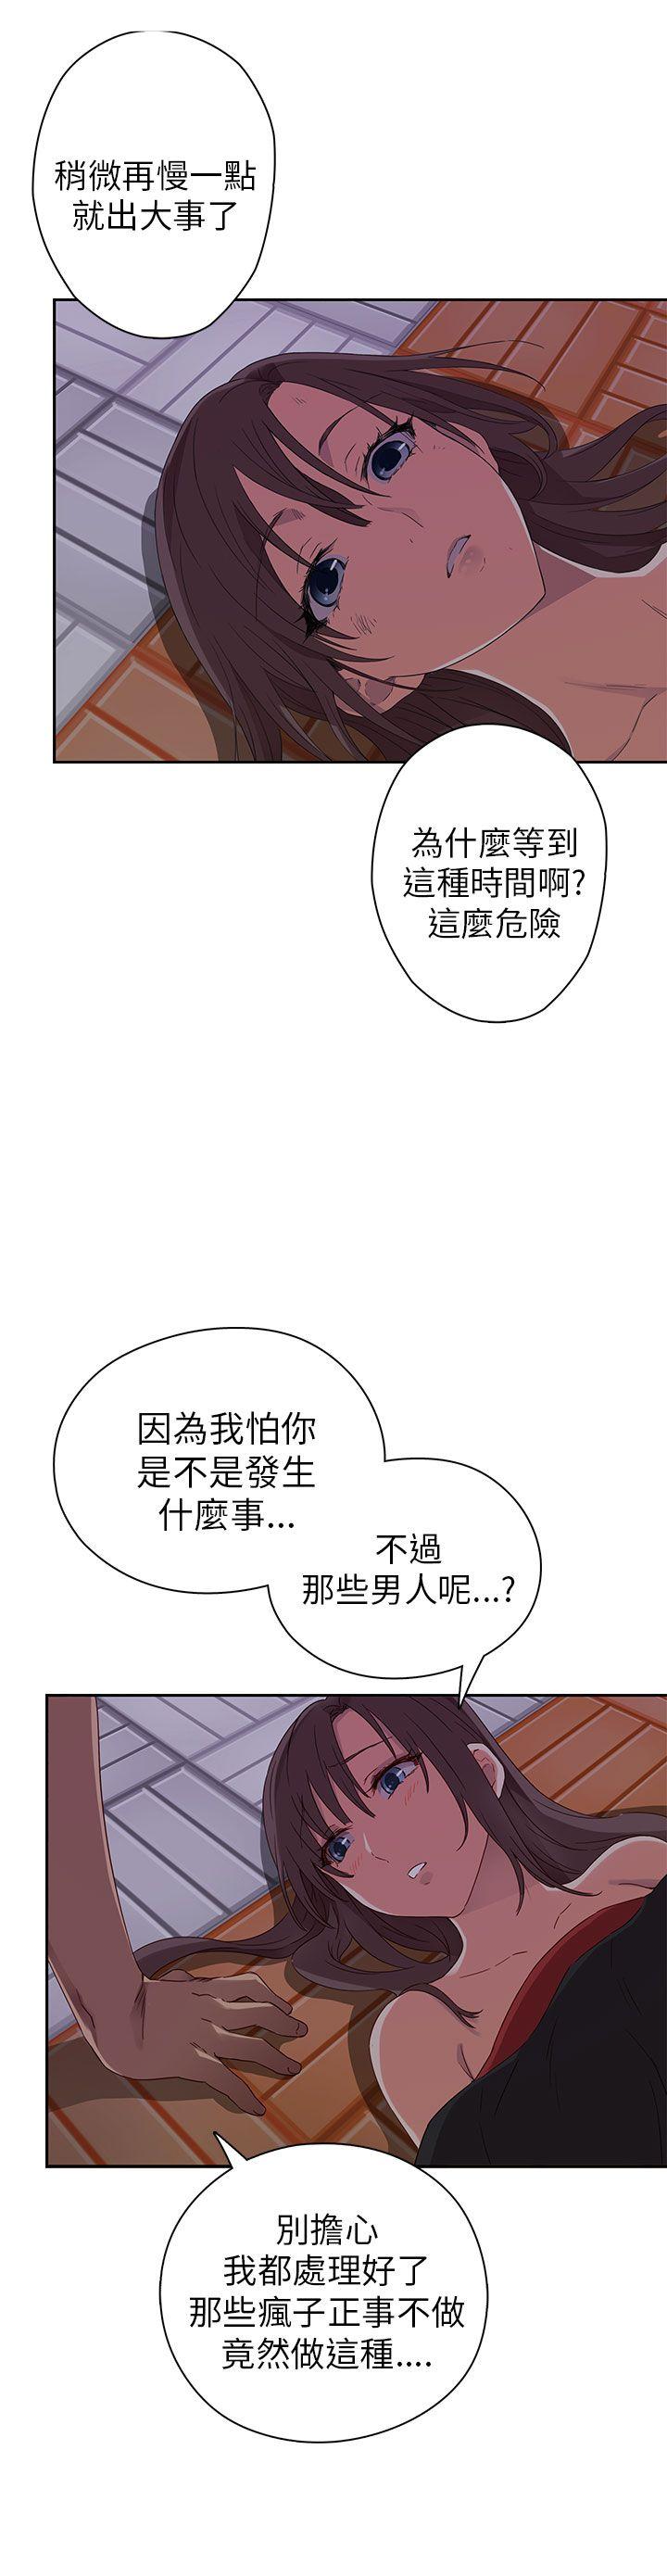 稍微再慢一點
就出大事了
為什麼等到
這種時間啊?
這麼危險
因為我怕你
是不是發生
什麼事...
不過
那些男人呢...?
別擔心
我都處理好了
那些瘋子正事不做
竟然做這種....